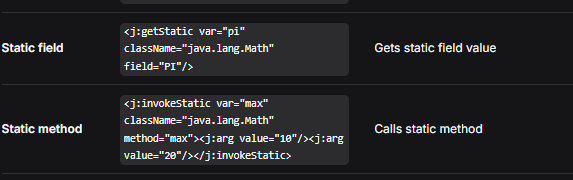 <j:getStatic var="pi"
Static field className="java.lang.Math" Gets static field value
field="PI"/>
<j:invokeStatic var="max"
className="java.lang.Math"
Static method method="max"><j:arg value="10"/><j:arg Calls static method
value="20"/></j:invokeStatic>